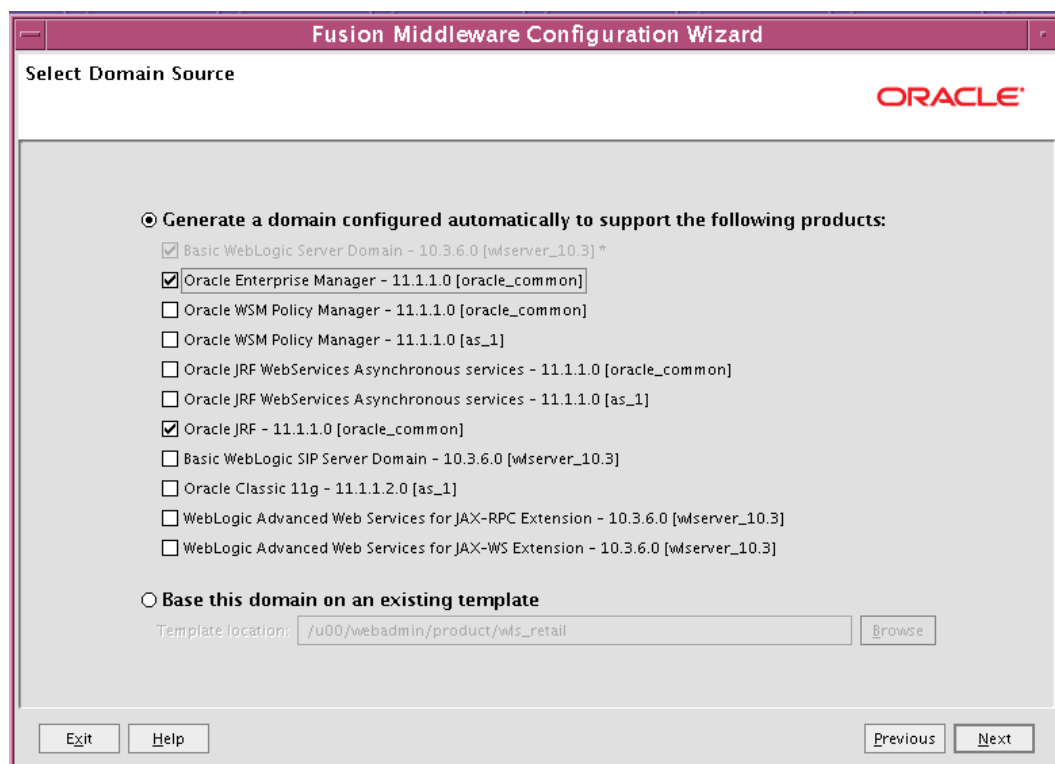 Fusion Middleware Configuration Wizard
Select Domain Source
ORACLE
Generate a domain configured automatically to support the following products:
Basic WebLogic Server Domain - 10.3.6.0 [wlserver_10.3] *
Oracle Enterprise Manager - 11.1.1.0 [oracle_common]
Oracle WSM Policy Manager - 11.1.1.0 [oracle_common]
Oracle WSM Policy Manager - 11.1.1.0 [as_1]
Oracle JRF WebServices Asynchronous services - 11.1.1.0 [oracle_common]
Oracle JRF WebServices Asynchronous services - 11.1.1.0 [as_1]
Oracle JRF - 11.1.1.0 [oracle_common]
Basic WebLogic SIP Server Domain - 10.3.6.0 [wlserver_10.3]
Oracle Classic 11g - 11.1.1.2.0 [as_1]
WebLogic Advanced Web Services for JAX-RPC Extension - 10.3.6.0 [wlserver_10.3]
WebLogic Advanced Web Services for JAX-WS Extension - 10.3.6.0 [wlserver_10.3]
Base this domain on an existing template
Template location: /u00/webadmin/product/wls_retail Browse
Exit Help Previous Next